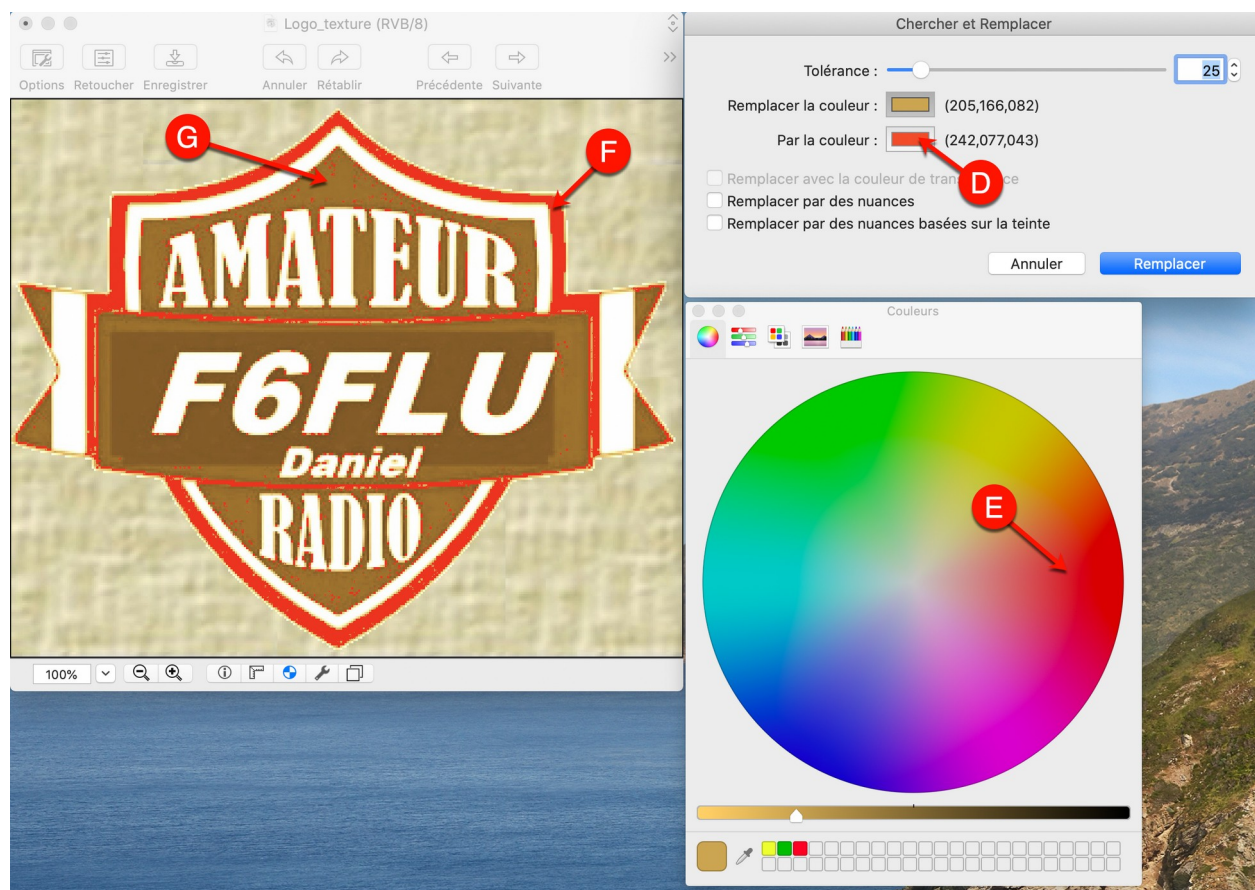 Logo_texture (RVB/8)
Options Retoucher Enregistrer Annuler Rétablir Précédente Suivante
G
F
AMATEUR
F6FLU
Daniel
RADIO
100%
Chercher et Remplacer
Tolérance : 25
Remplacer la couleur : (205,166,082)
Par la couleur : (242,077,043)
D
Remplacer avec la couleur de tran ce
Remplacer par des nuances
Remplacer par des nuances basées sur la teinte
Annuler Remplacer
Couleurs
E